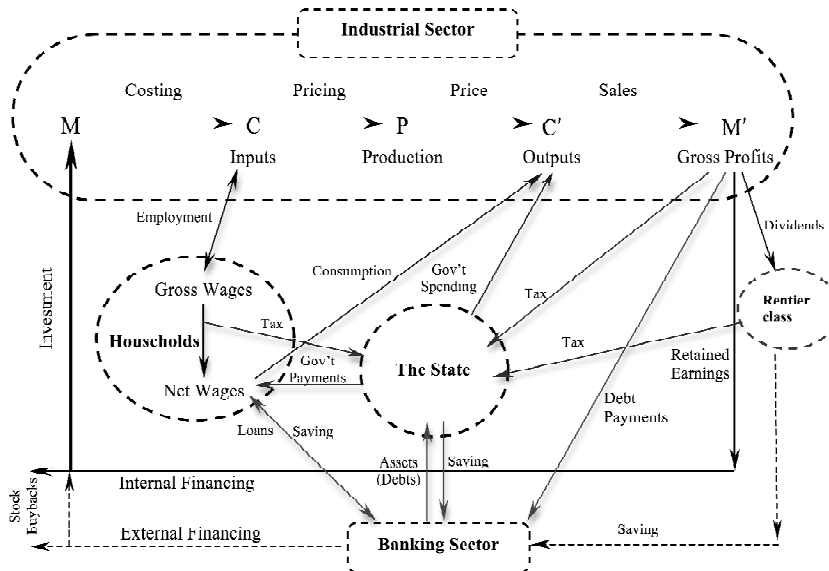 Industrial Sector
Costing
Pricing
Price
Sales
M
C
P
C'
M'
Inputs
Production
Outputs
Gross Profits
Employment
Dividends
Investment
Consumption
Gov't
Spending
Tax
Gross Wages
Households
Tax
Rentier
class
Tax
The State
Gov't
Payments
Net Wages
Retained
Earnings
Debt
Payments
Loans
Saving
Assets
(Debts)
Saving
Internal Financing
Stock
Buybacks
External Financing
Banking Sector
Saving